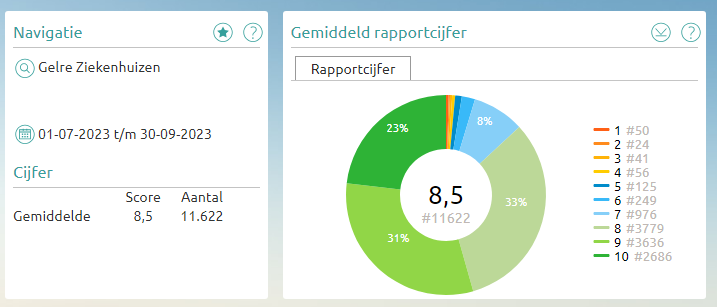 Navigatie
Gelre Ziekenhuizen
01-07-2023 t/m 30-09-2023
Cijfer
Score Aantal
Gemiddelde 8,5 11.622
Gemiddeld rapportcijfer
Rapportcijfer
23%
8%
33%
31%
8,5
#11622
1 #50
2 #24
3 #41
4 #56
5 #125
6 #249
7 #976
8 #3779
9 #3636
10 #2686